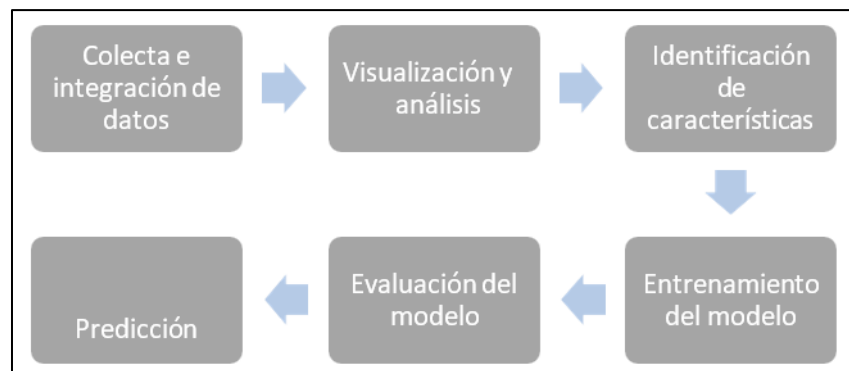 Colecta e
integración de
datos
Visualización y
análisis
Identificación
de
características
Entrenamiento
del modelo
Evaluación del
modelo
Predicción